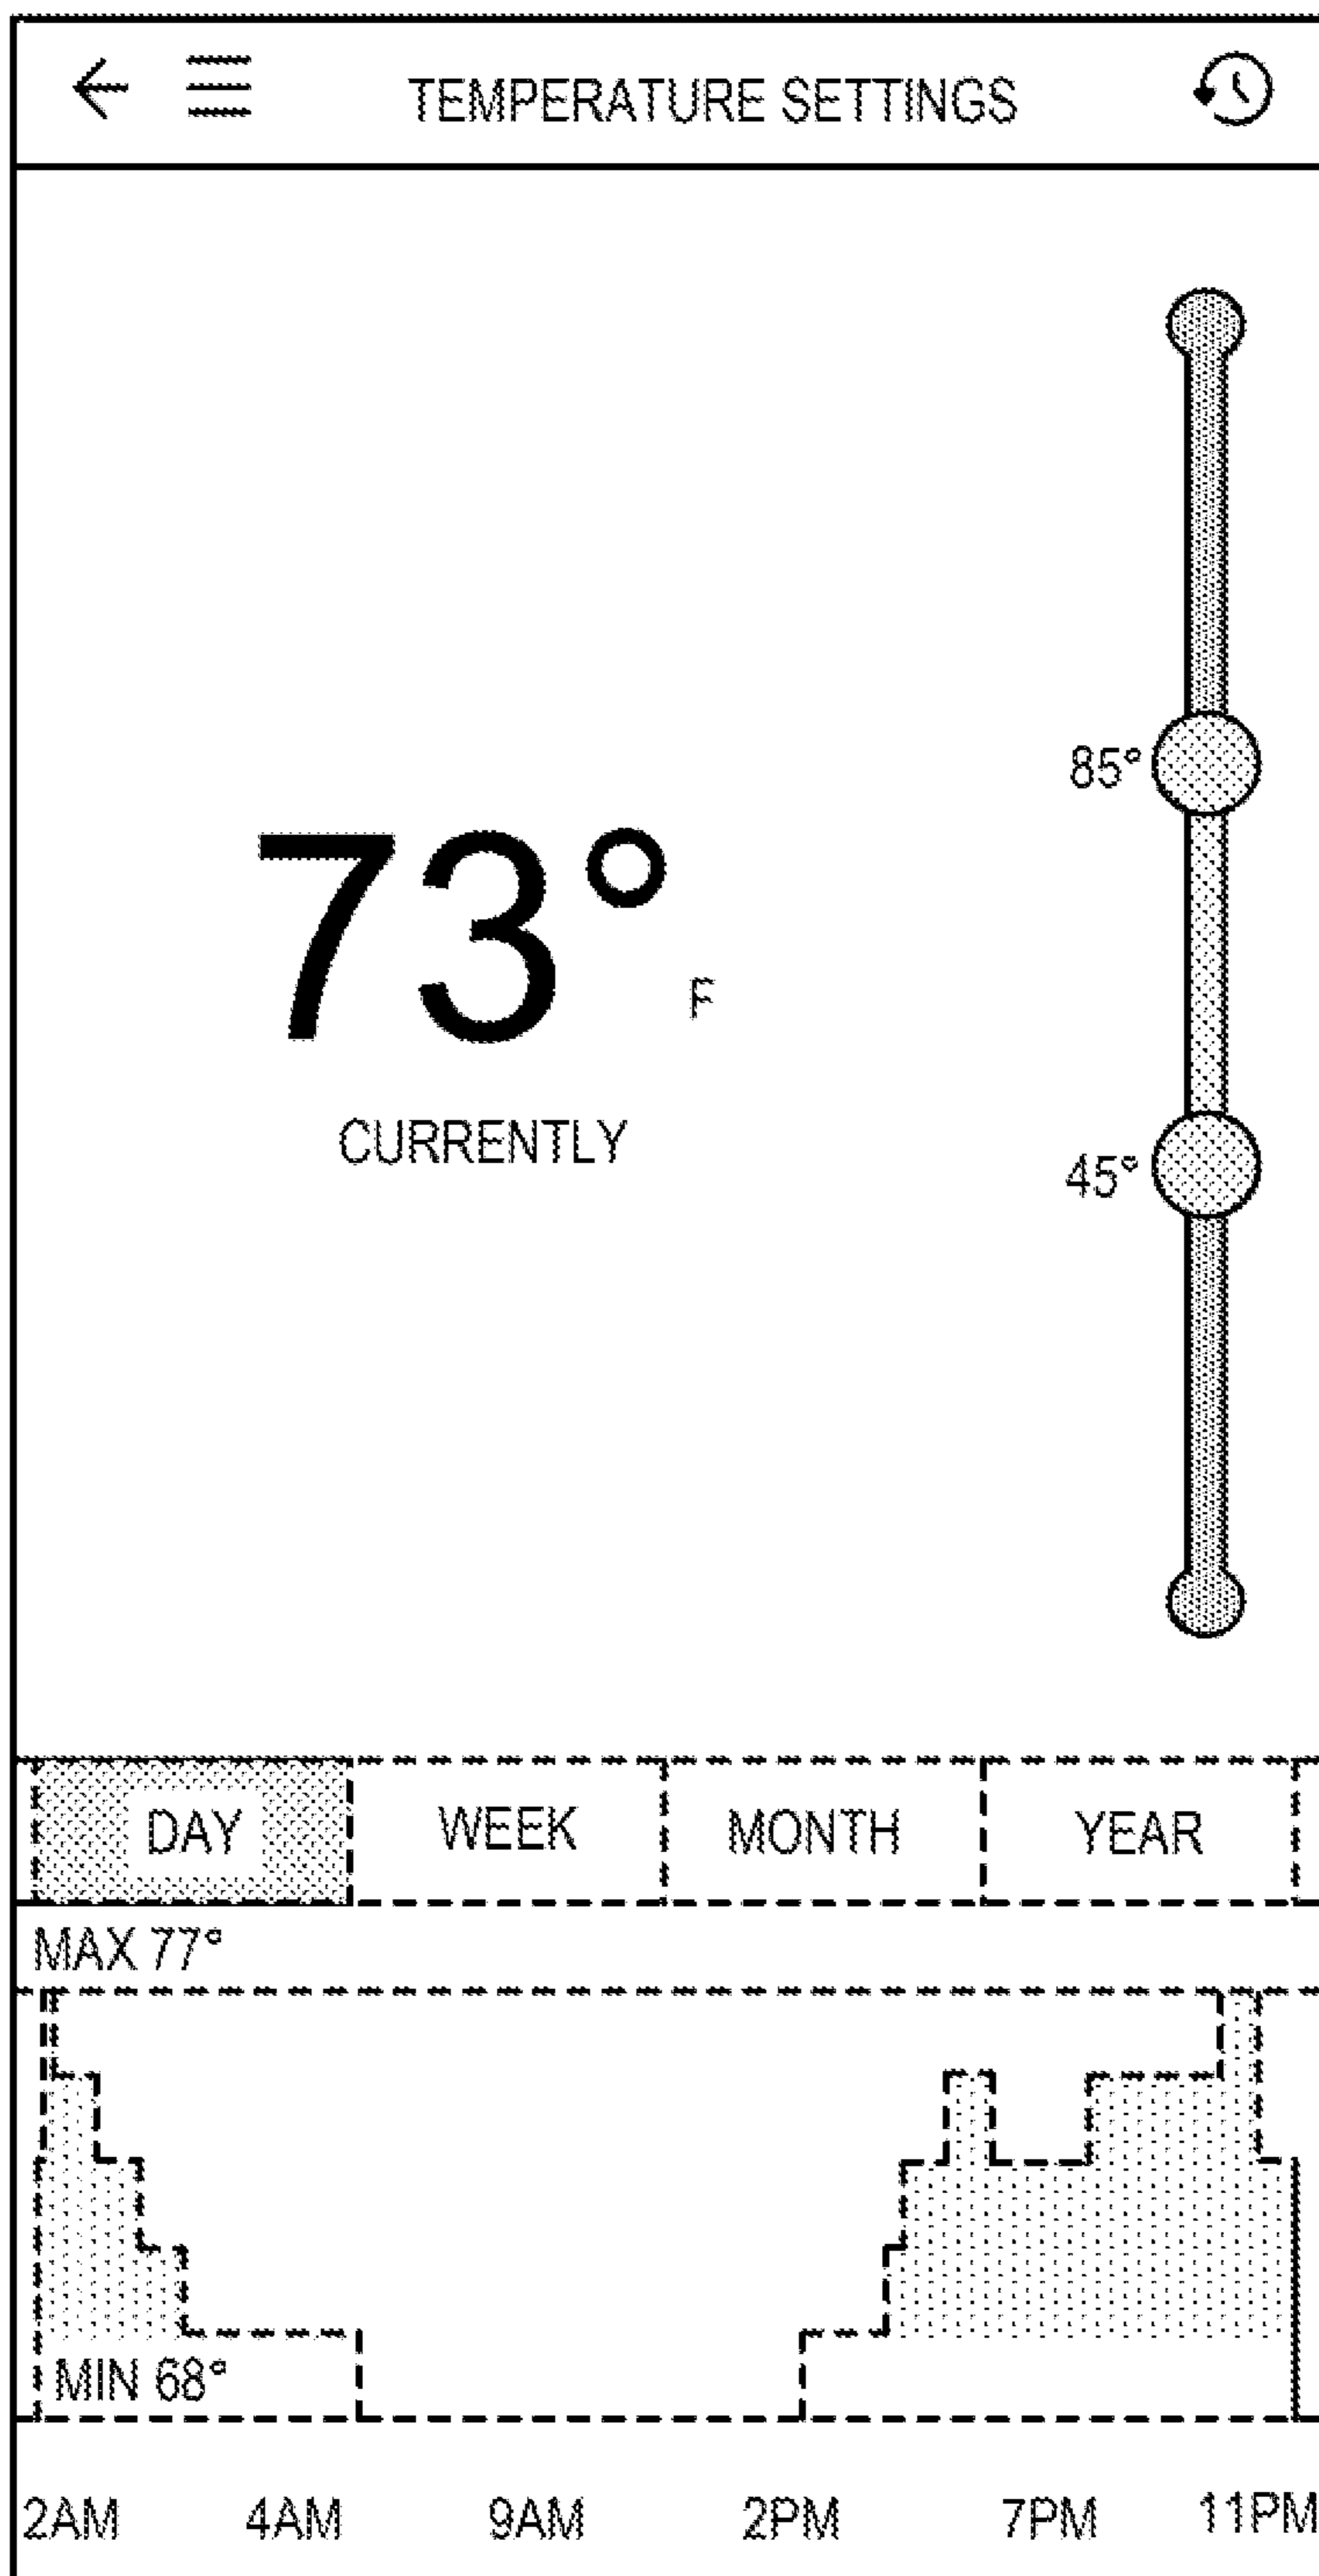 TEMPERATURE SETTINGS
85°
73° F
CURRENTLY
45°
DAY WEEK MONTH YEAR
MAX 77°
MIN 68°
2AM 4AM 9AM 2PM 7PM 11PM